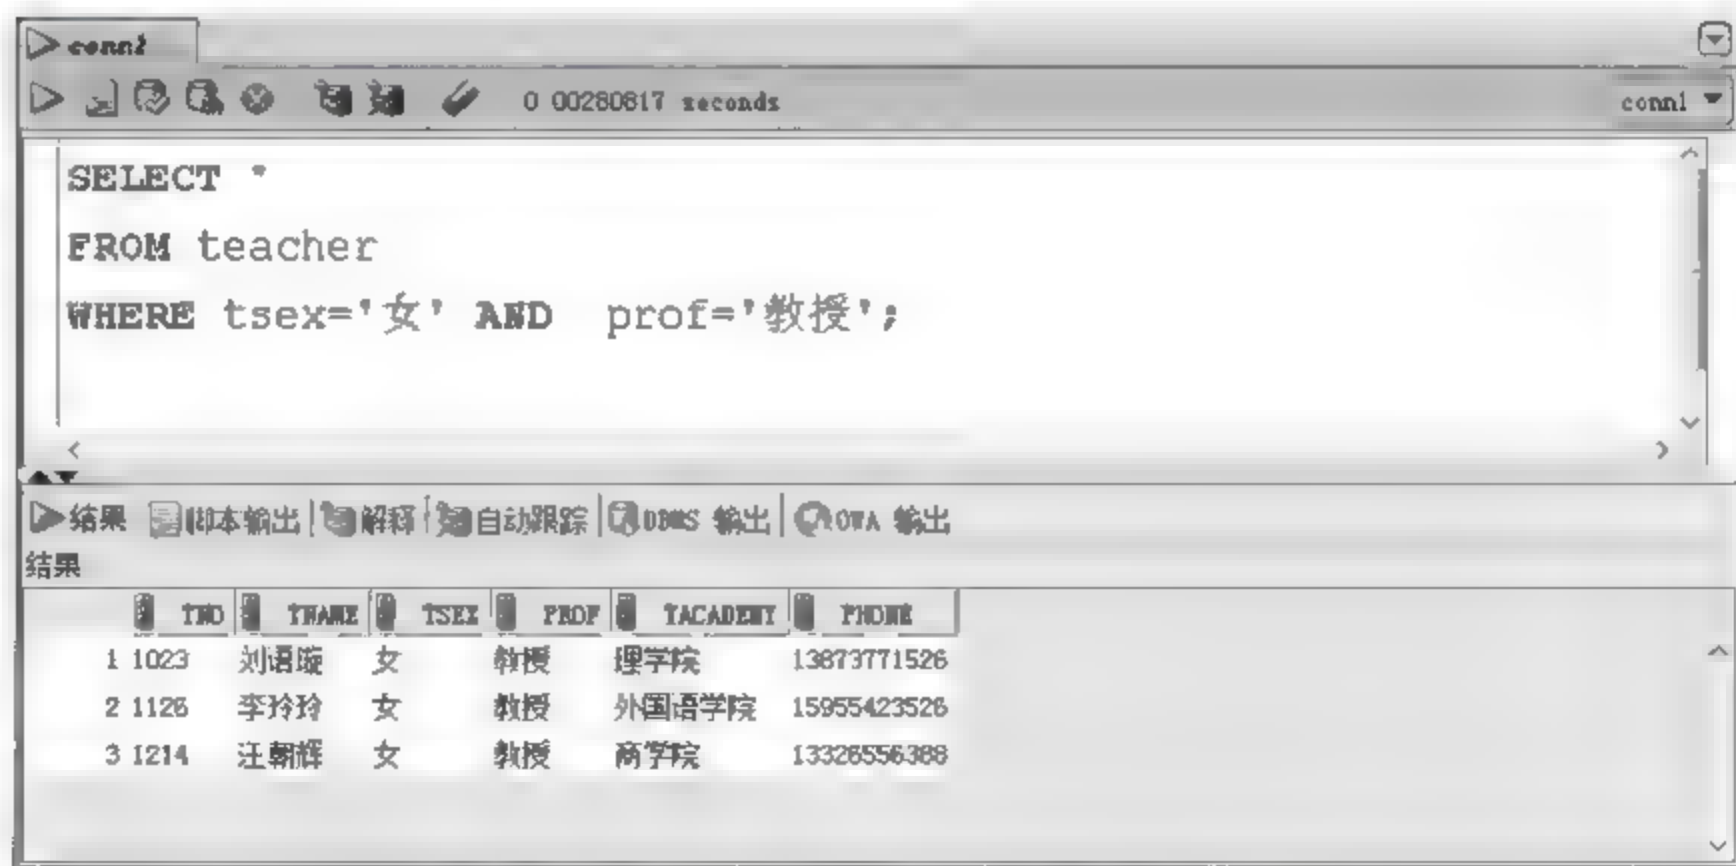 conn2
0 00280817 seconds conn1
SELECT *
FROM teacher
WHERE tsex='女' AND prof='教授';
结果 脚本输出 解释 自动跟踪 DBMS 输出 OWA 输出
结果
TNO TNAME TSEX PROF TACADEMY PHONE
1 1023 刘语璇 女 教授 理学院 13873771526
2 1126 李玲玲 女 教授 外国语学院 15955423526
3 1214 汪朝辉 女 教授 商学院 13326556388